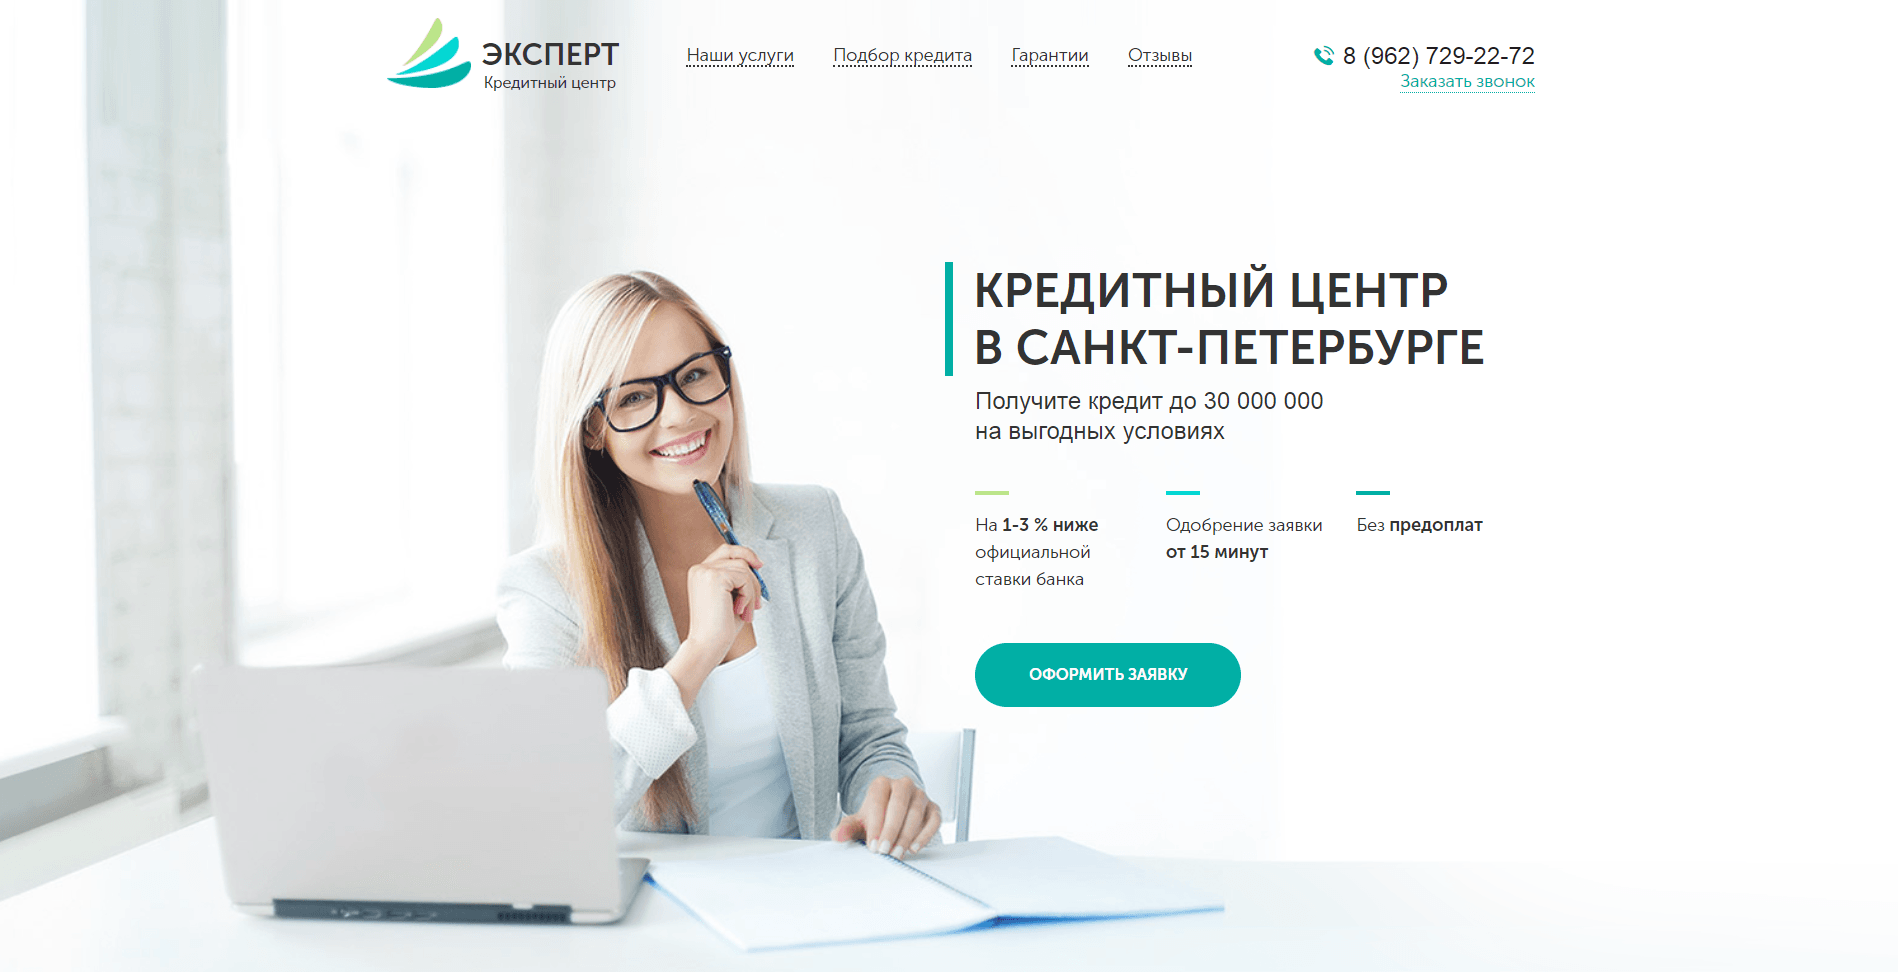 ЭКСПЕРТ
Кредитный центр
Наши услуги
Подбор кредита
Гарантии
Отзывы
8 (962) 729-22-72
Заказать звонок
КРЕДИТНЫЙ ЦЕНТР
В САНКТ-ПЕТЕРБУРГЕ
Получите кредит до 30 000 000
на выгодных условиях
На 1-3 % ниже
официальной
ставки банка
Одобрение заявки
от 15 минут
Без предоплат
ОФОРМИТЬ ЗАЯВКУ